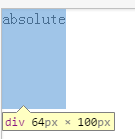 absolute
div 64px × 100px